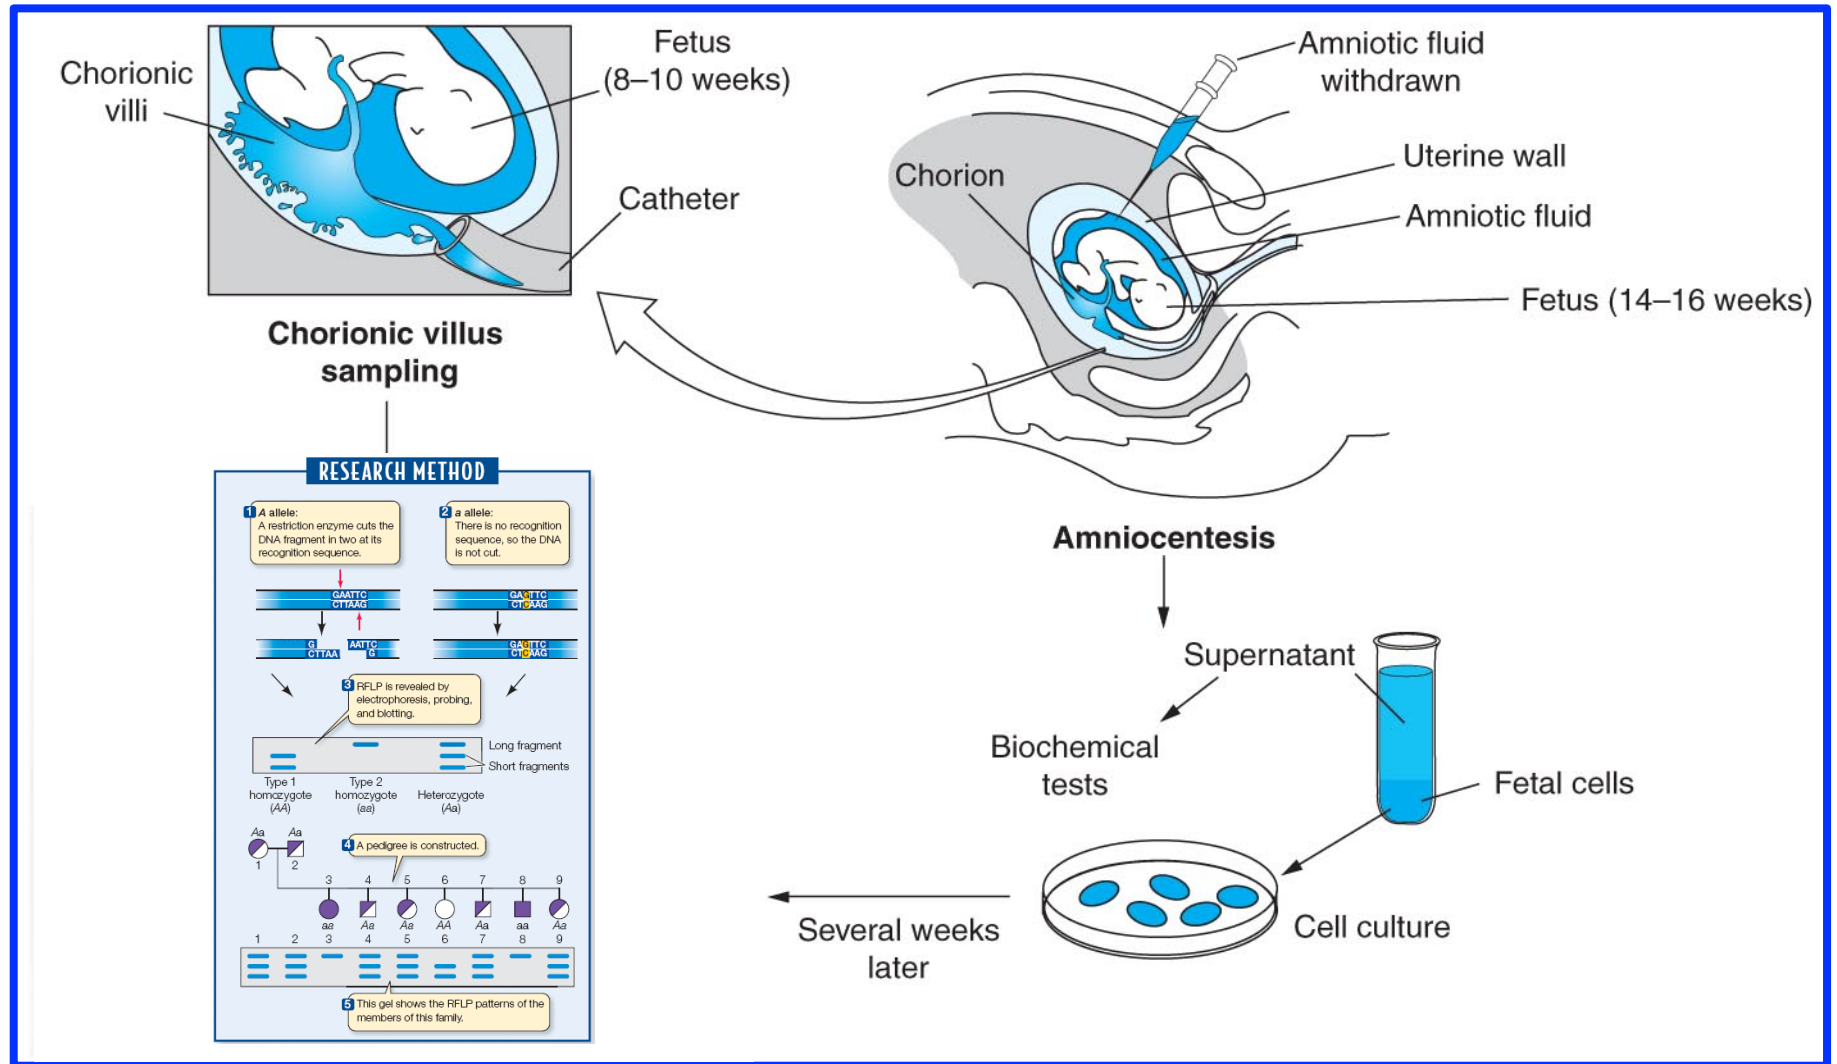 Chorionic
villi
Fetus
(8–10 weeks)
Catheter
Chorionic villus
sampling
Amniotic fluid
withdrawn
Uterine wall
Chorion
Amniotic fluid
Fetus (14–16 weeks)
Amniocentesis
Supernatant
Biochemical
tests
Fetal cells
Cell culture
Several weeks
later
RESEARCH METHOD
1 A allele:
A restriction enzyme cuts the
DNA fragment in two at its
recognition sequence.
2 a allele:
There is no recognition
sequence, so the DNA
is not cut.
GAATTC
CTTAAG
GAGTTC
CTCAAG
G AATTC
CTTAA G
GAGTTC
CTCAAG
3 RFLP is revealed by
electrophoresis, probing,
and blotting.
Long fragment
Short fragments
Type 1
homozygote
(AA)
Type 2
homozygote
(aa)
Heterozygote
(Aa)
Aa Aa
1 2
4 A pedigree is constructed.
3 4 5 6 7 8 9
aa Aa Aa AA Aa aa Aa
1 2 3 4 5 6 7 8 9
5 This gel shows the RFLP patterns of the
members of this family.